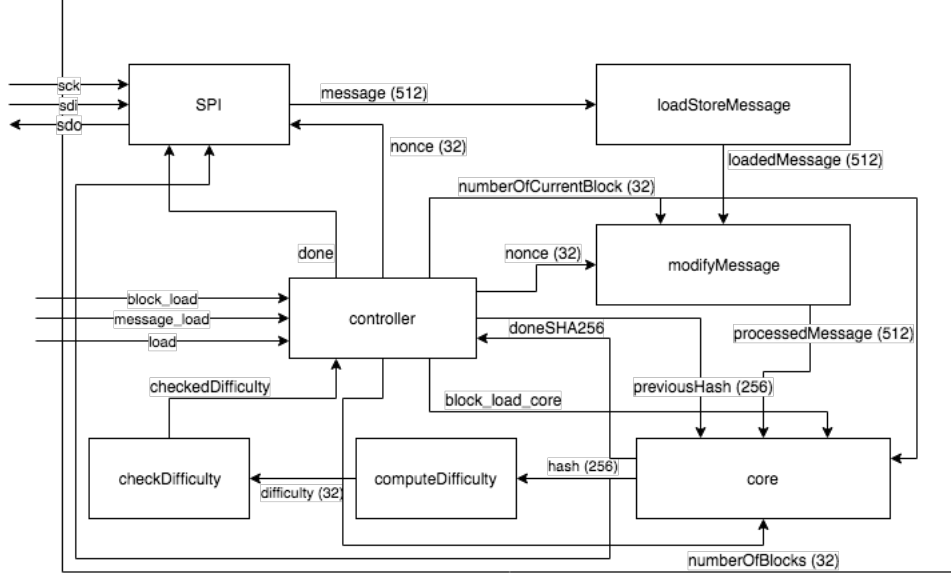 sck
SPI
message (512)
loadStoreMessage
sdi
sdo
nonce (32)
loadedMessage (512)
numberOfCurrentBlock (32)
done
nonce (32)
modifyMessage
block_load
message_load
controller
load
doneSHA256
processedMessage (512)
checkedDifficulty
block_load_core
previousHash (256)
checkDifficulty
difficulty (32)
computeDifficulty
hash (256)
core
numberOfBlocks (32)